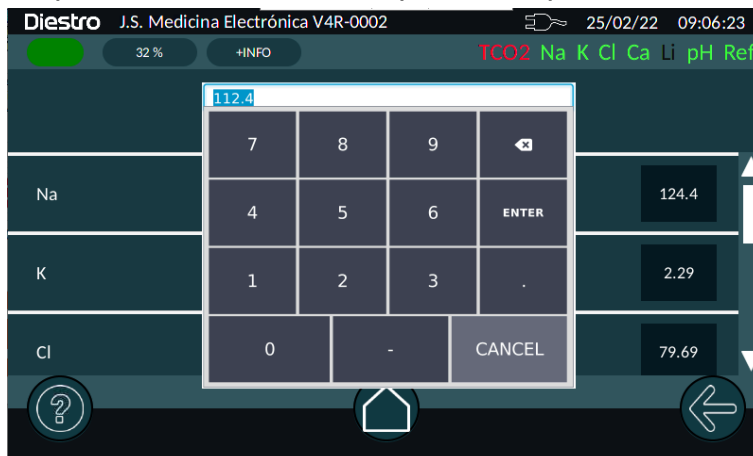 Diestro J.S. Medicina Electrónica V4R-0002 25/02/22 09:06:23
32 % +INFO TCO2 Na K Cl Ca Li pH Ref
112.4
7 8 9
Na 124.4
4 5 6 ENTER
K 2.29
1 2 3 .
0 - CANCEL
Cl 79.69
?